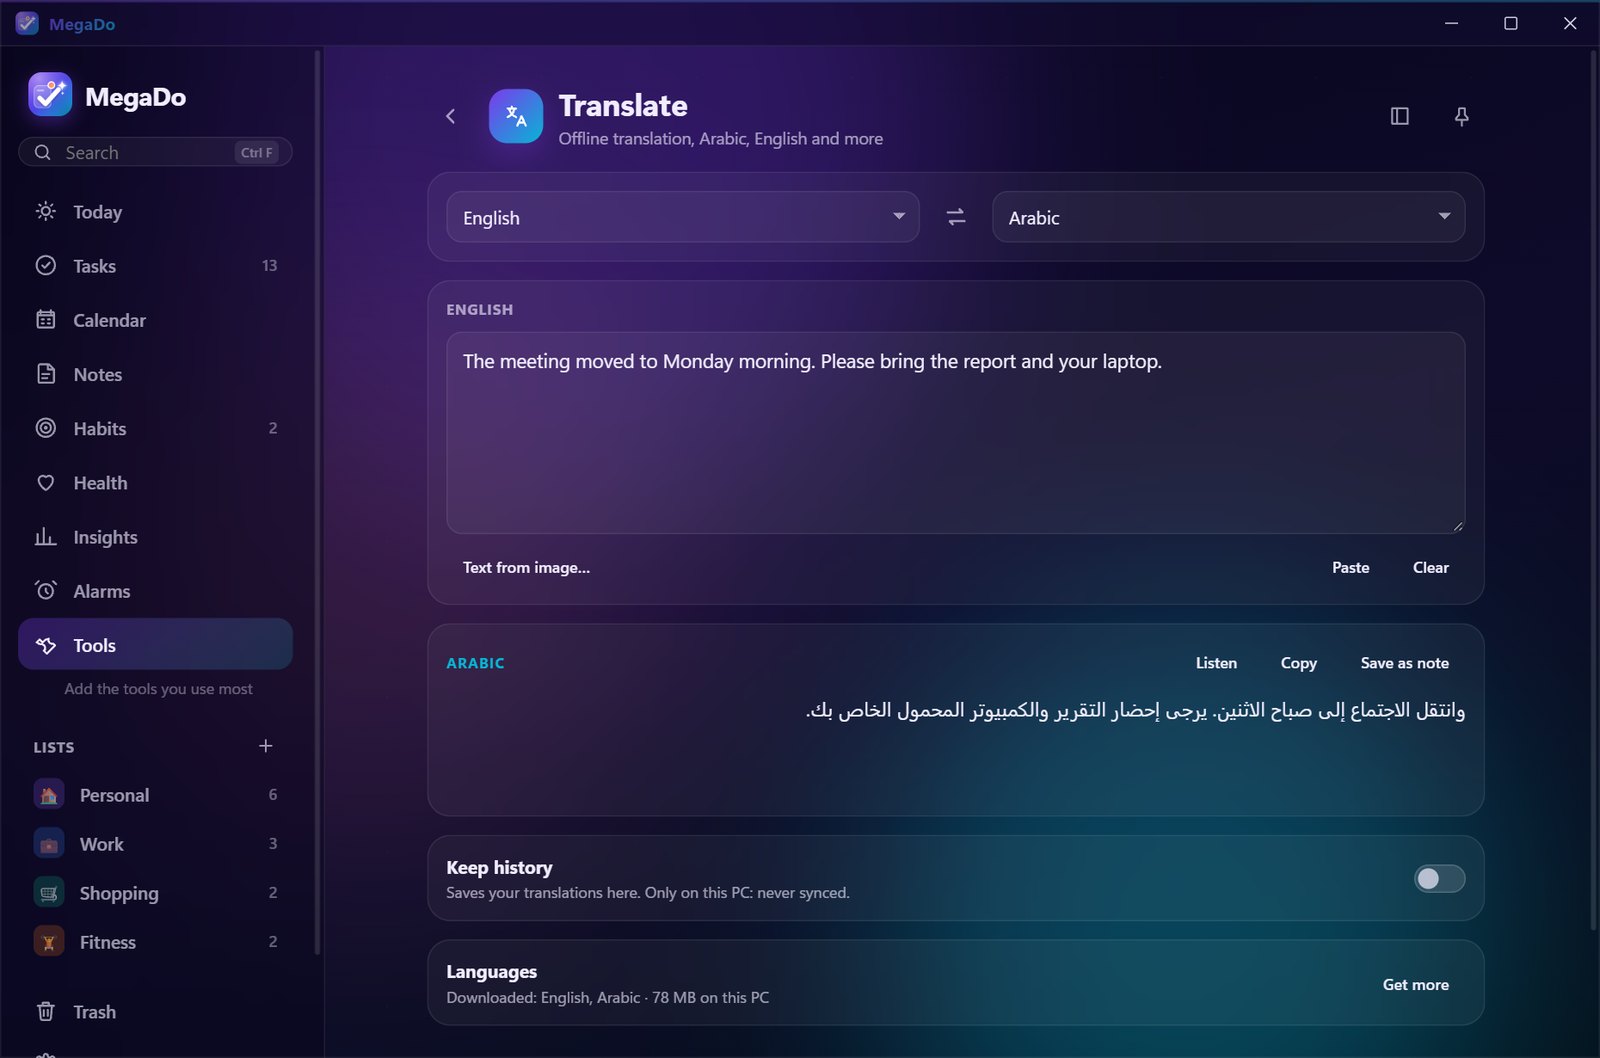 MegaDo
MegaDo
Search Ctrl F
Today
Tasks 13
Calendar
Notes
Habits 2
Health
Insights
Alarms
Tools
Add the tools you use most
LISTS
Personal 6
Work 3
Shopping 2
Fitness 2
Trash
Translate
Offline translation, Arabic, English and more
English
Arabic
ENGLISH
The meeting moved to Monday morning. Please bring the report and your laptop.
Text from image...
Paste
Clear
ARABIC
Listen
Copy
Save as note
وانتقل الاجتماع إلى صباح الاثنين. يرجى إحضار التقرير والكمبيوتر المحمول الخاص بك.
Keep history
Saves your translations here. Only on this PC: never synced.
Languages
Downloaded: English, Arabic · 78 MB on this PC
Get more